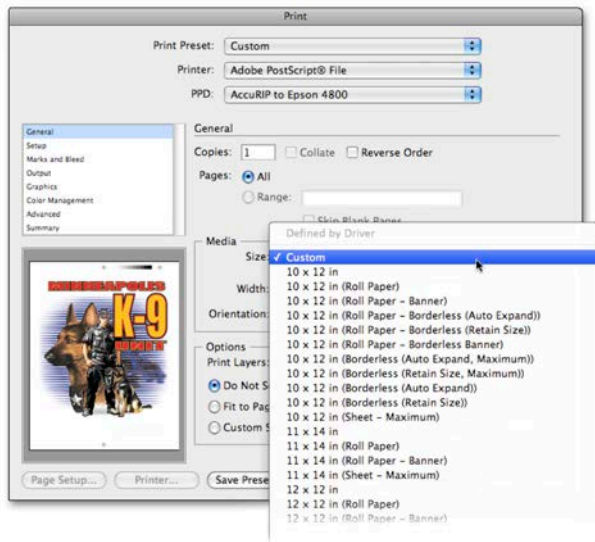 Print
Print Preset: Custom
Printer: Adobe PostScript® File
PPD: AccuRIP to Epson 4800
General
Setup
Marks and Bleed
Output
Graphics
Color Management
Advanced
Summary
General
Copies: 1 Collate Reverse Order
Pages: All
Range:
Skip Blank Pages
Media
Size:
Width:
Orientation:
Options
Print Layers:
Do Not S
Fit to Pag
Custom S
Defined by Driver
✓ Custom
10 x 12 in
10 x 12 in (Roll Paper)
10 x 12 in (Roll Paper - Banner)
10 x 12 in (Roll Paper - Borderless (Auto Expand))
10 x 12 in (Roll Paper - Borderless (Retain Size))
10 x 12 in (Roll Paper - Borderless Banner)
10 x 12 in (Borderless (Auto Expand, Maximum))
10 x 12 in (Borderless (Retain Size, Maximum))
10 x 12 in (Borderless (Auto Expand))
10 x 12 in (Borderless (Retain Size))
10 x 12 in (Sheet - Maximum)
11 x 14 in
11 x 14 in (Roll Paper)
11 x 14 in (Roll Paper - Banner)
11 x 14 in (Sheet - Maximum)
12 x 12 in
12 x 12 in (Roll Paper)
12 x 12 in (Roll Paper - Banner)
MINNEAPOLIS
K-9
UNIT
Page Setup... Printer... Save Prese